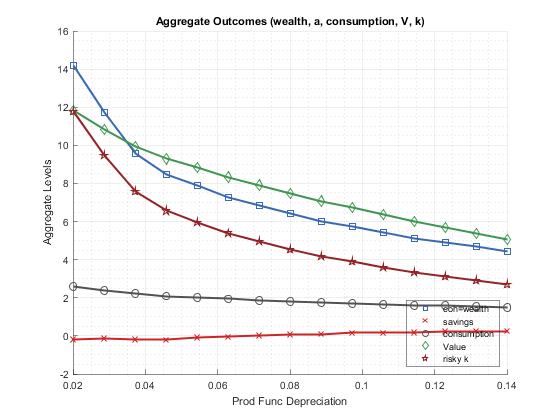 Aggregate Outcomes (wealth, a, consumption, V, k)
16
14
12
10
8
6
4
2
0
-2
Aggregate Levels
0.02
0.04
0.06
0.08
0.1
0.12
0.14
Prod Func Depreciation
coh=wealth
savings
consumption
Value
risky k